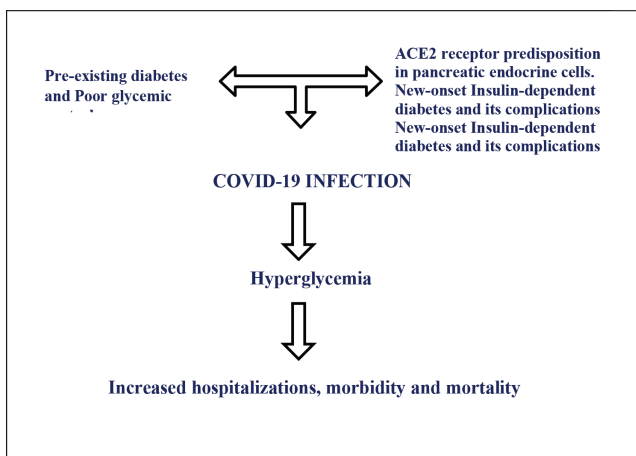 Pre-existing diabetes
and Poor glycemic
ACE2 receptor predisposition
in pancreatic endocrine cells.
New-onset Insulin-dependent
diabetes and its complications
New-onset Insulin-dependent
diabetes and its complications
COVID-19 INFECTION
Hyperglycemia
Increased hospitalizations, morbidity and mortality